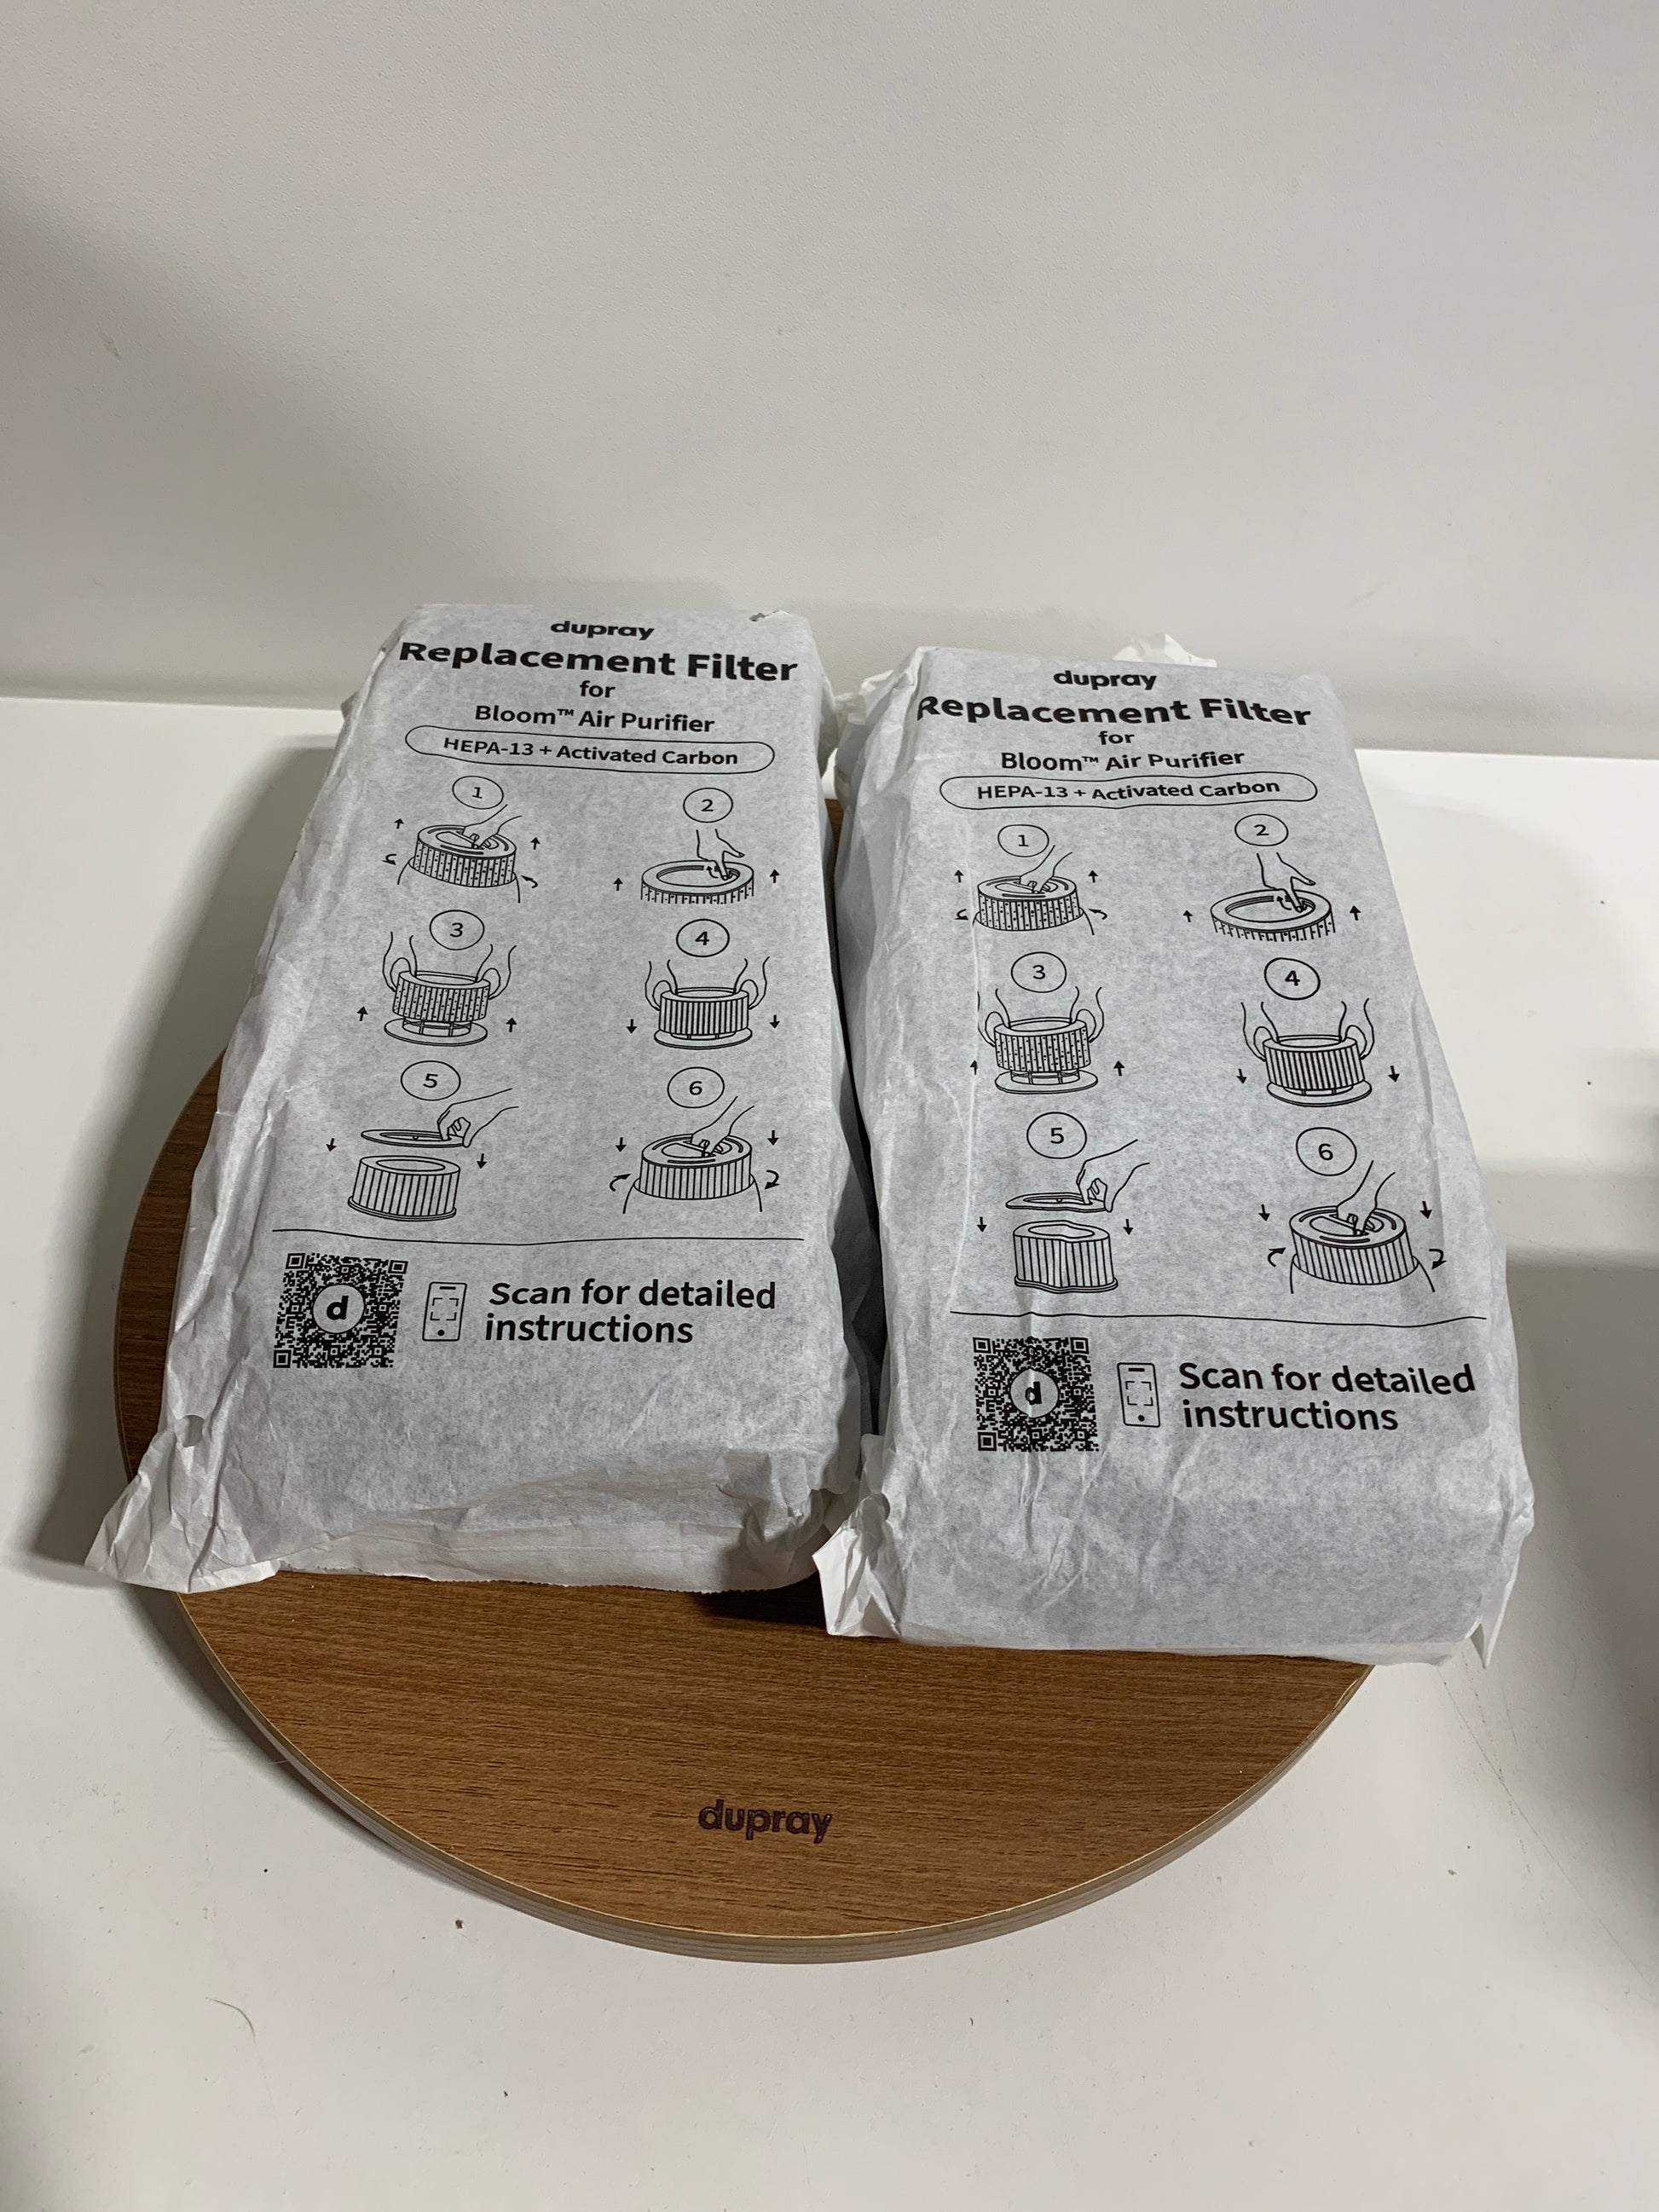 dupray
Replacement Filter
for
Bloom™ Air Purifier
HEPA-13 + Activated Carbon
1
2
3
4
5
6
d
Scan for detailed
instructions
dupray
Replacement Filter
for
Bloom™ Air Purifier
HEPA-13 + Activated Carbon
1
2
3
4
5
6
d
Scan for detailed
instructions
dupray